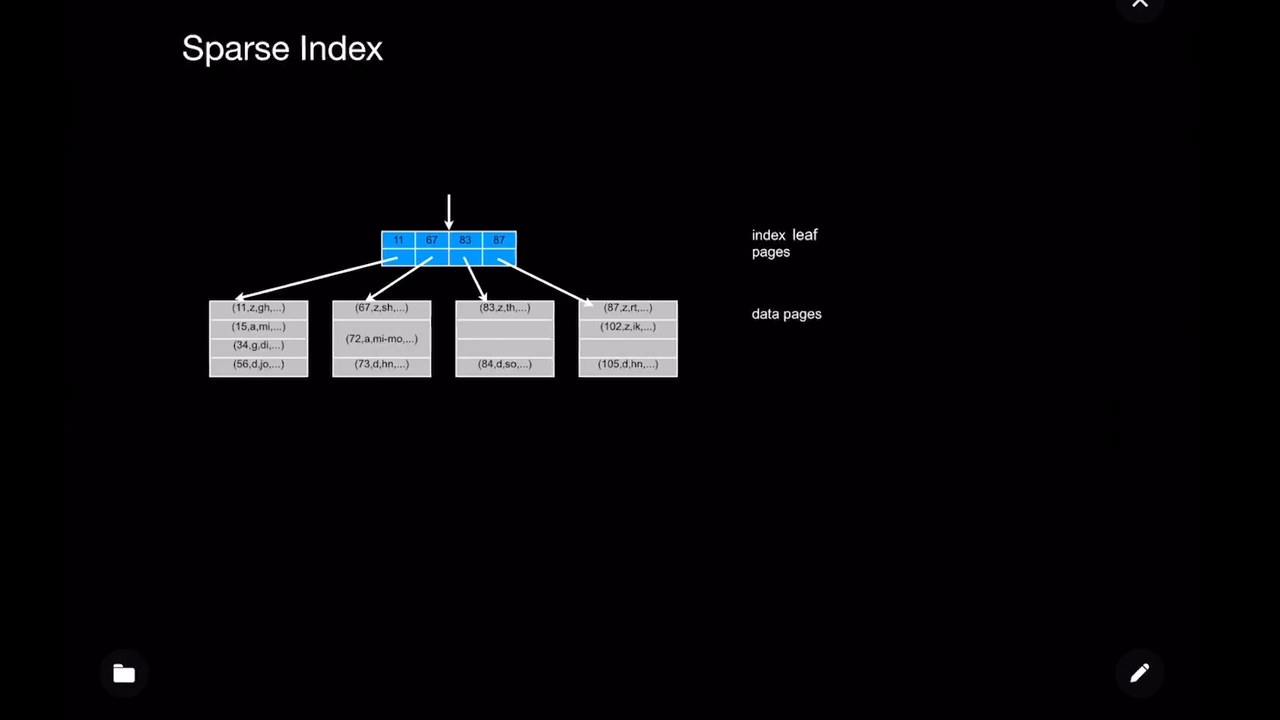 Sparse Index
11 67 83 87
index leaf
pages
(11,z,gh,...) (67,z,sh,...) (83,z,th,...) (87,z,rt,...)
data pages
(15,a,mi,...) (102,z,ik,...)
(72,a,mi-mo,...)
(34,g,di,...)
(56,d,jo,...) (73,d,hn,...) (84,d,so,...) (105,d,hn,...)